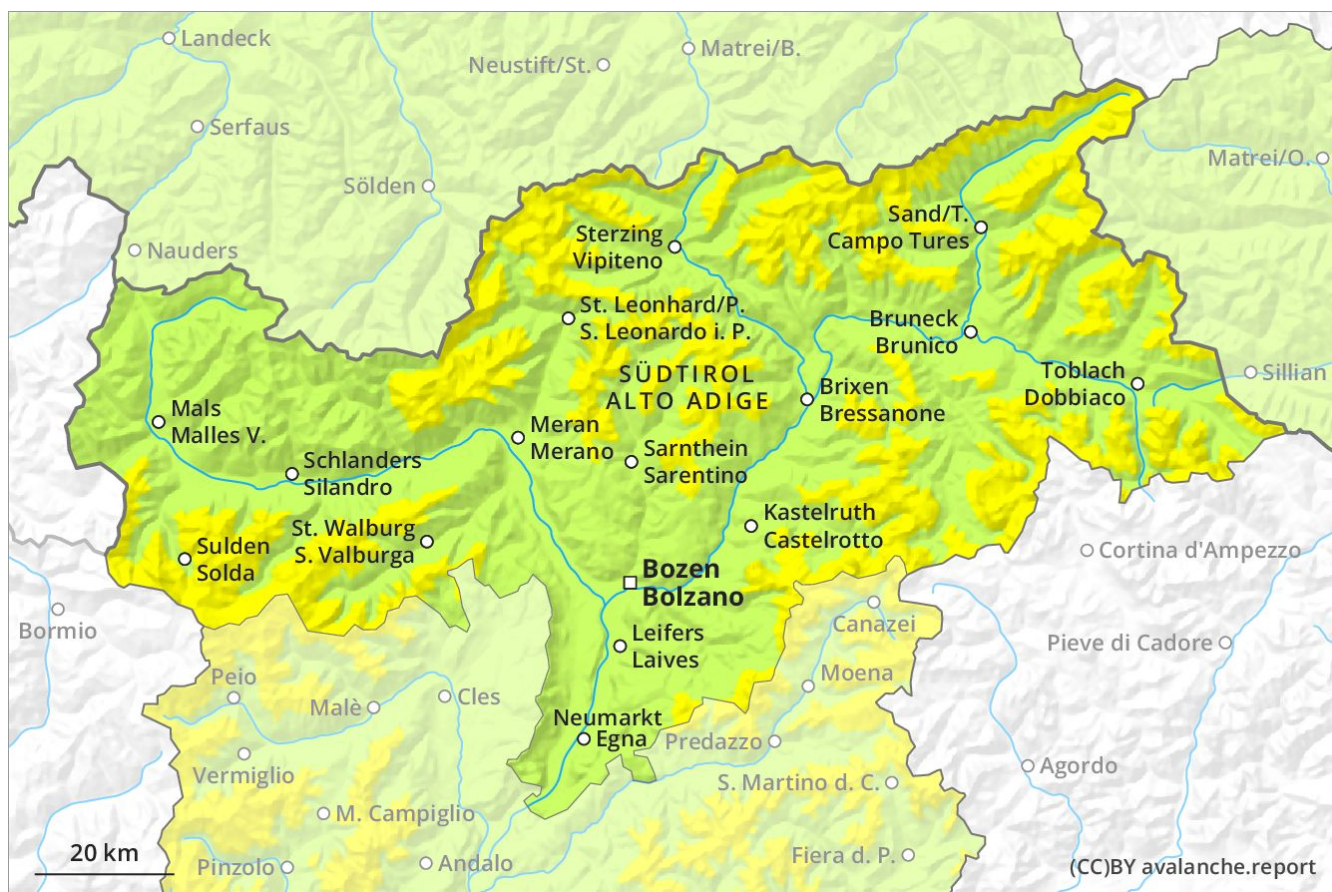 Landeck
Matrei/B.
Neustift/St.
Serfaus
Matrei/O.
Sölden
Sand/T.
Campo Tures
Sterzing
Vipiteno
Nauders
St. Leonhard/P.
S. Leonardo i. P.
Bruneck
Brunico
SÜDTIROL
ALTO ADIGE
Toblach
Dobbiaco
Sillian
Brixen
Bressanone
Mals
Malles V.
Meran
Merano
Sarnthein
Sarentino
Schlanders
Silandro
Kastelruth
Castelrotto
St. Walburg
S. Valburga
Sulden
Solda
Cortina d'Ampezzo
Bozen
Bolzano
Bormio
Canazei
Leifers
Laives
Pieve di Cadore
Peio
Moena
Malè
Cles
Neumarkt
Egna
Predazzo
Vermiglio
Agordo
S. Martino d. C.
M. Campiglio
20 km
Pinzolo
Andalo
Fiera d. P.
(CC)BY avalanche.report